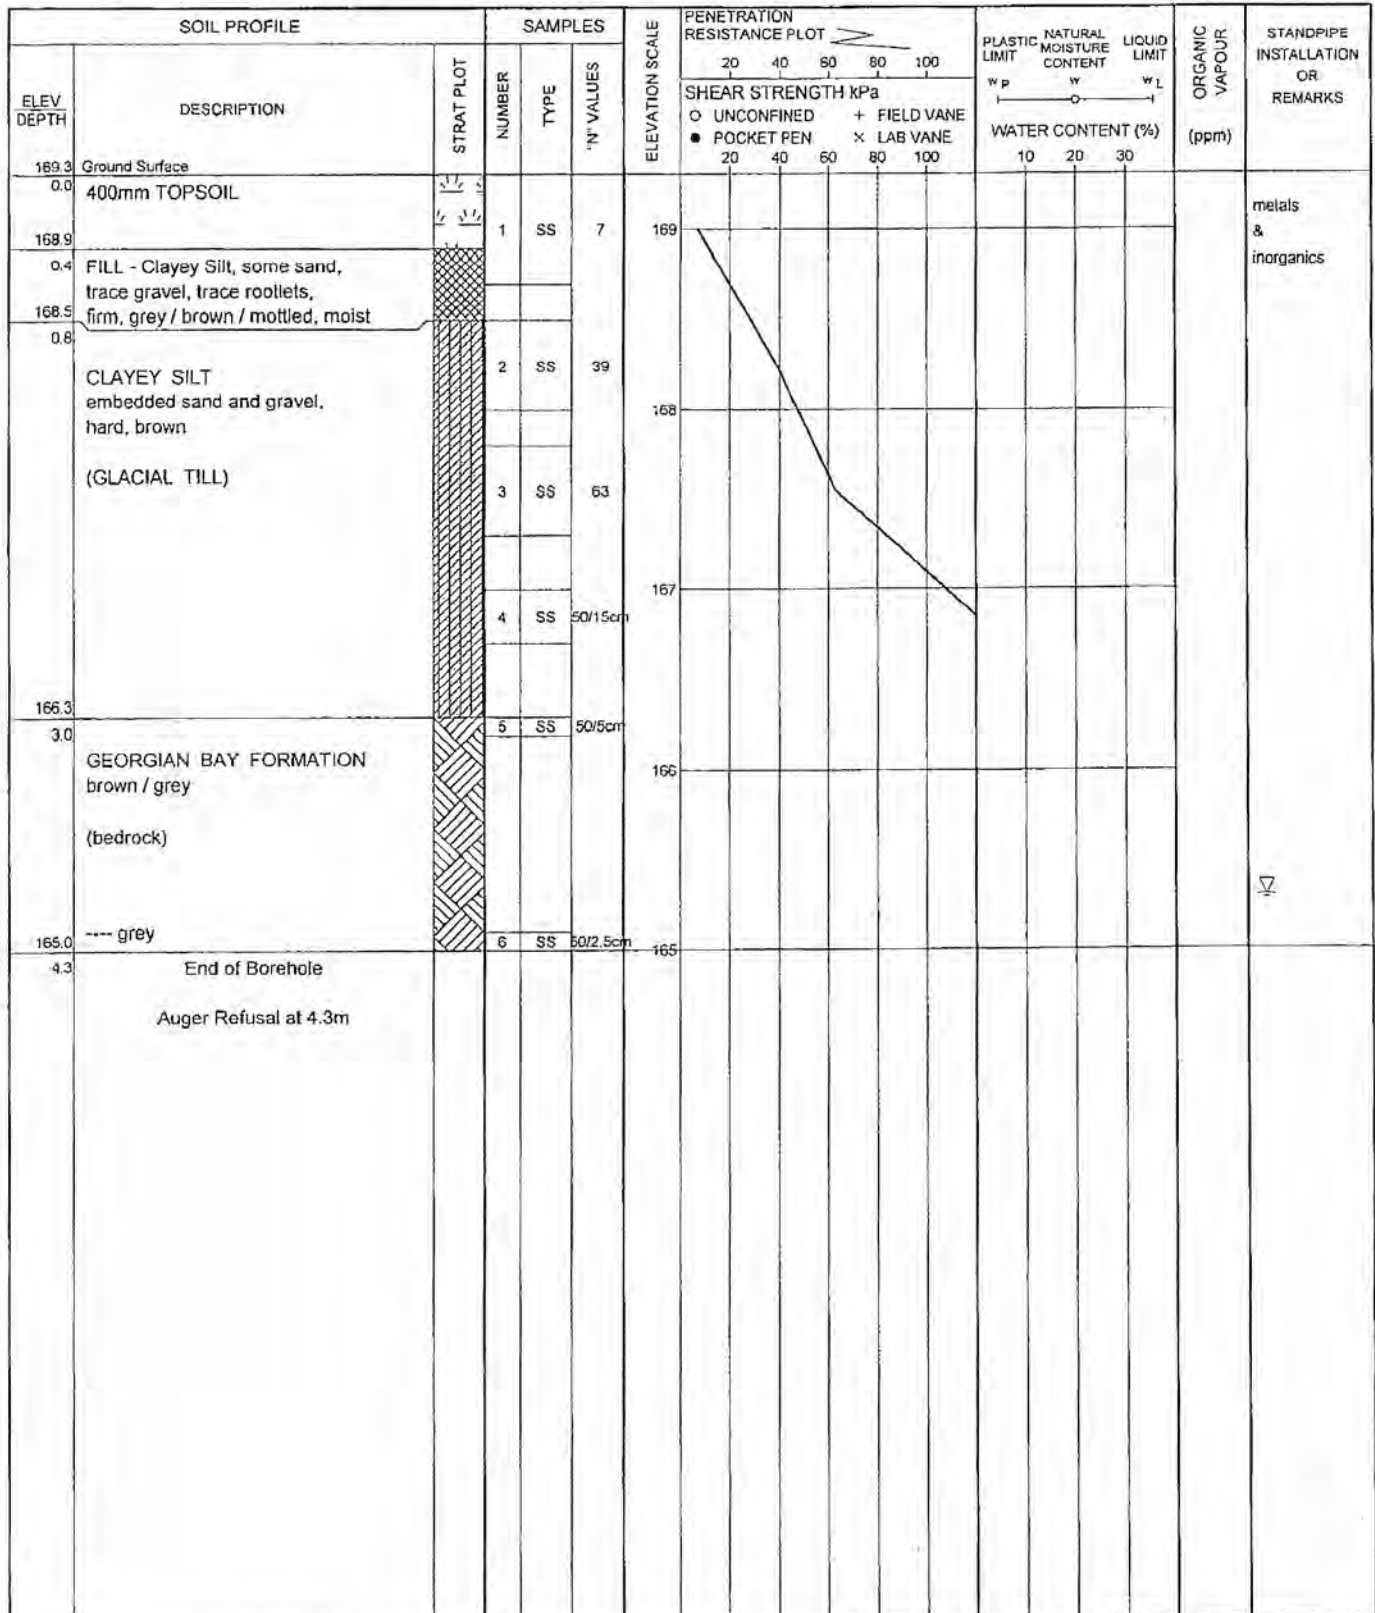 SOIL PROFILE
SAMPLES
ELEV
DEPTH
DESCRIPTION
STRAT PLOT
NUMBER
TYPE
"N" VALUES
ELEVATION SCALE
PENETRATION
RESISTANCE PLOT
20 40 60 80 100
SHEAR STRENGTH kPa
O UNCONFINED + FIELD VANE
● POCKET PEN × LAB VANE
20 40 60 80 100
PLASTIC LIMIT
NATURAL MOISTURE CONTENT
LIQUID LIMIT
W P W W L
WATER CONTENT (%)
10 20 30
ORGANIC VAPOUR
(ppm)
STANDPIPE
INSTALLATION
OR
REMARKS
169.3 Ground Surface
0.0 400mm TOPSOIL
1 SS 7
169
metals
&
inorganics
168.9
0.4 FILL - Clayey Silt, some sand,
trace gravel, trace rootlets,
168.5 firm, grey / brown / mottled, moist
0.8
2 SS 39
CLAYEY SILT
embedded sand and gravel,
168
hard, brown
(GLACIAL TILL)
3 SS 63
167
4 SS 50/15cm
166.3
3.0
5 SS 50/5cm
GEORGIAN BAY FORMATION
166
brown / grey
(bedrock)
---- grey
165.0
6 SS 50/2.5cm
165
4.3 End of Borehole
Auger Refusal at 4.3m